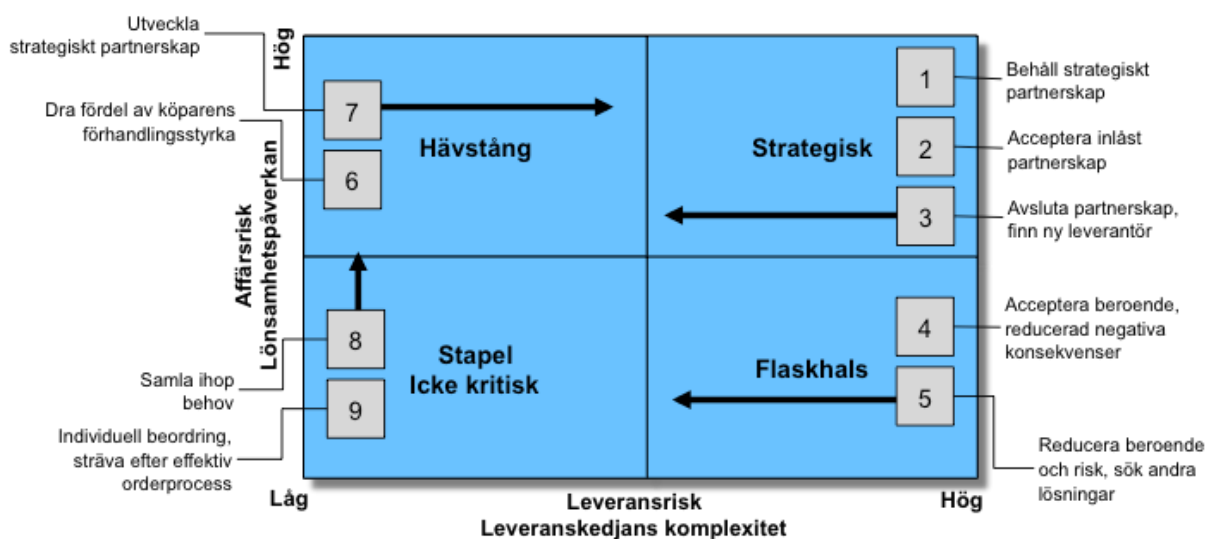 Utveckla
strategiskt partnerskap
Dra fördel av köparens
förhandlingsstyrka
Hög
Affärsrisk
Lönsamhetspåverkan
7
6
Hävstång
Strategisk
1
2
3
Behåll strategiskt
partnerskap
Acceptera inlåst
partnerskap
Avsluta partnerskap,
finn ny leverantör
8
9
Stapel
Icke kritisk
Flaskhals
4
5
Acceptera beroende,
reducerad negativa
konsekvenser
Samla ihop
behov
Individuell beordring,
sträva efter effektiv
orderprocess
Reducera beroende
och risk, sök andra
lösningar
Låg
Leveransrisk
Leveranskedjans komplexitet
Hög